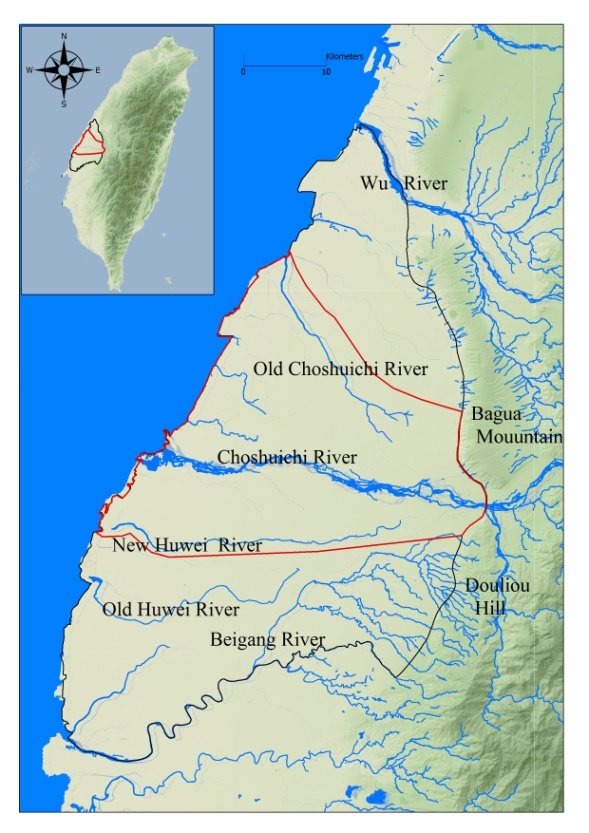 N
W E
S
Kilometers
0 10
Wu River
Old Choshuichi River
Bagua
Mouuntain
Choshuichi River
New Huwei River
Douliou
Hill
Old Huwei River
Beigang River